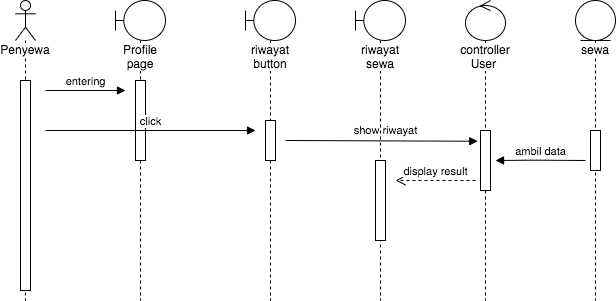 Penyewa
Profile
page
riwayat
button
riwayat
sewa
controller
User
sewa
entering
click
show riwayat
ambil data
display result